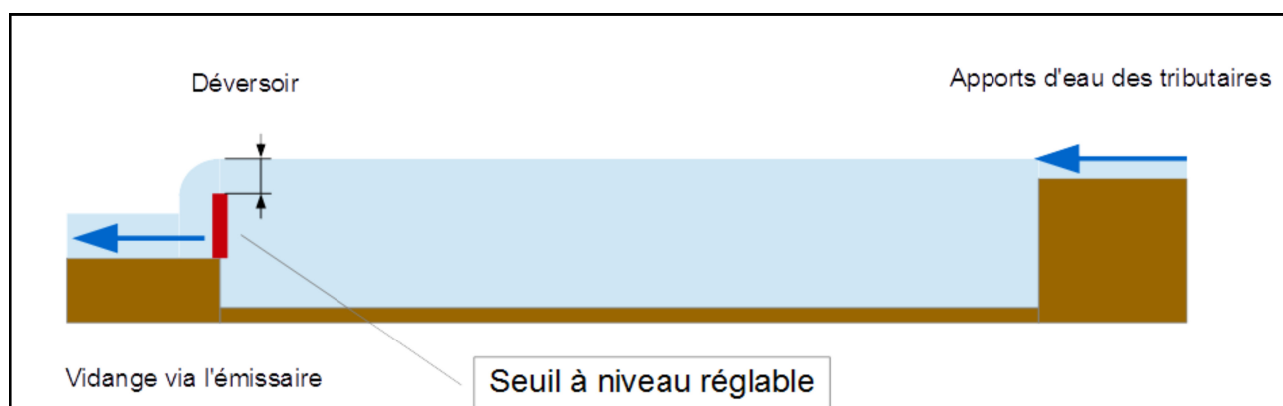 Déversoir
Apports d'eau des tributaires
Vidange via l'émissaire
Seuil à niveau réglable